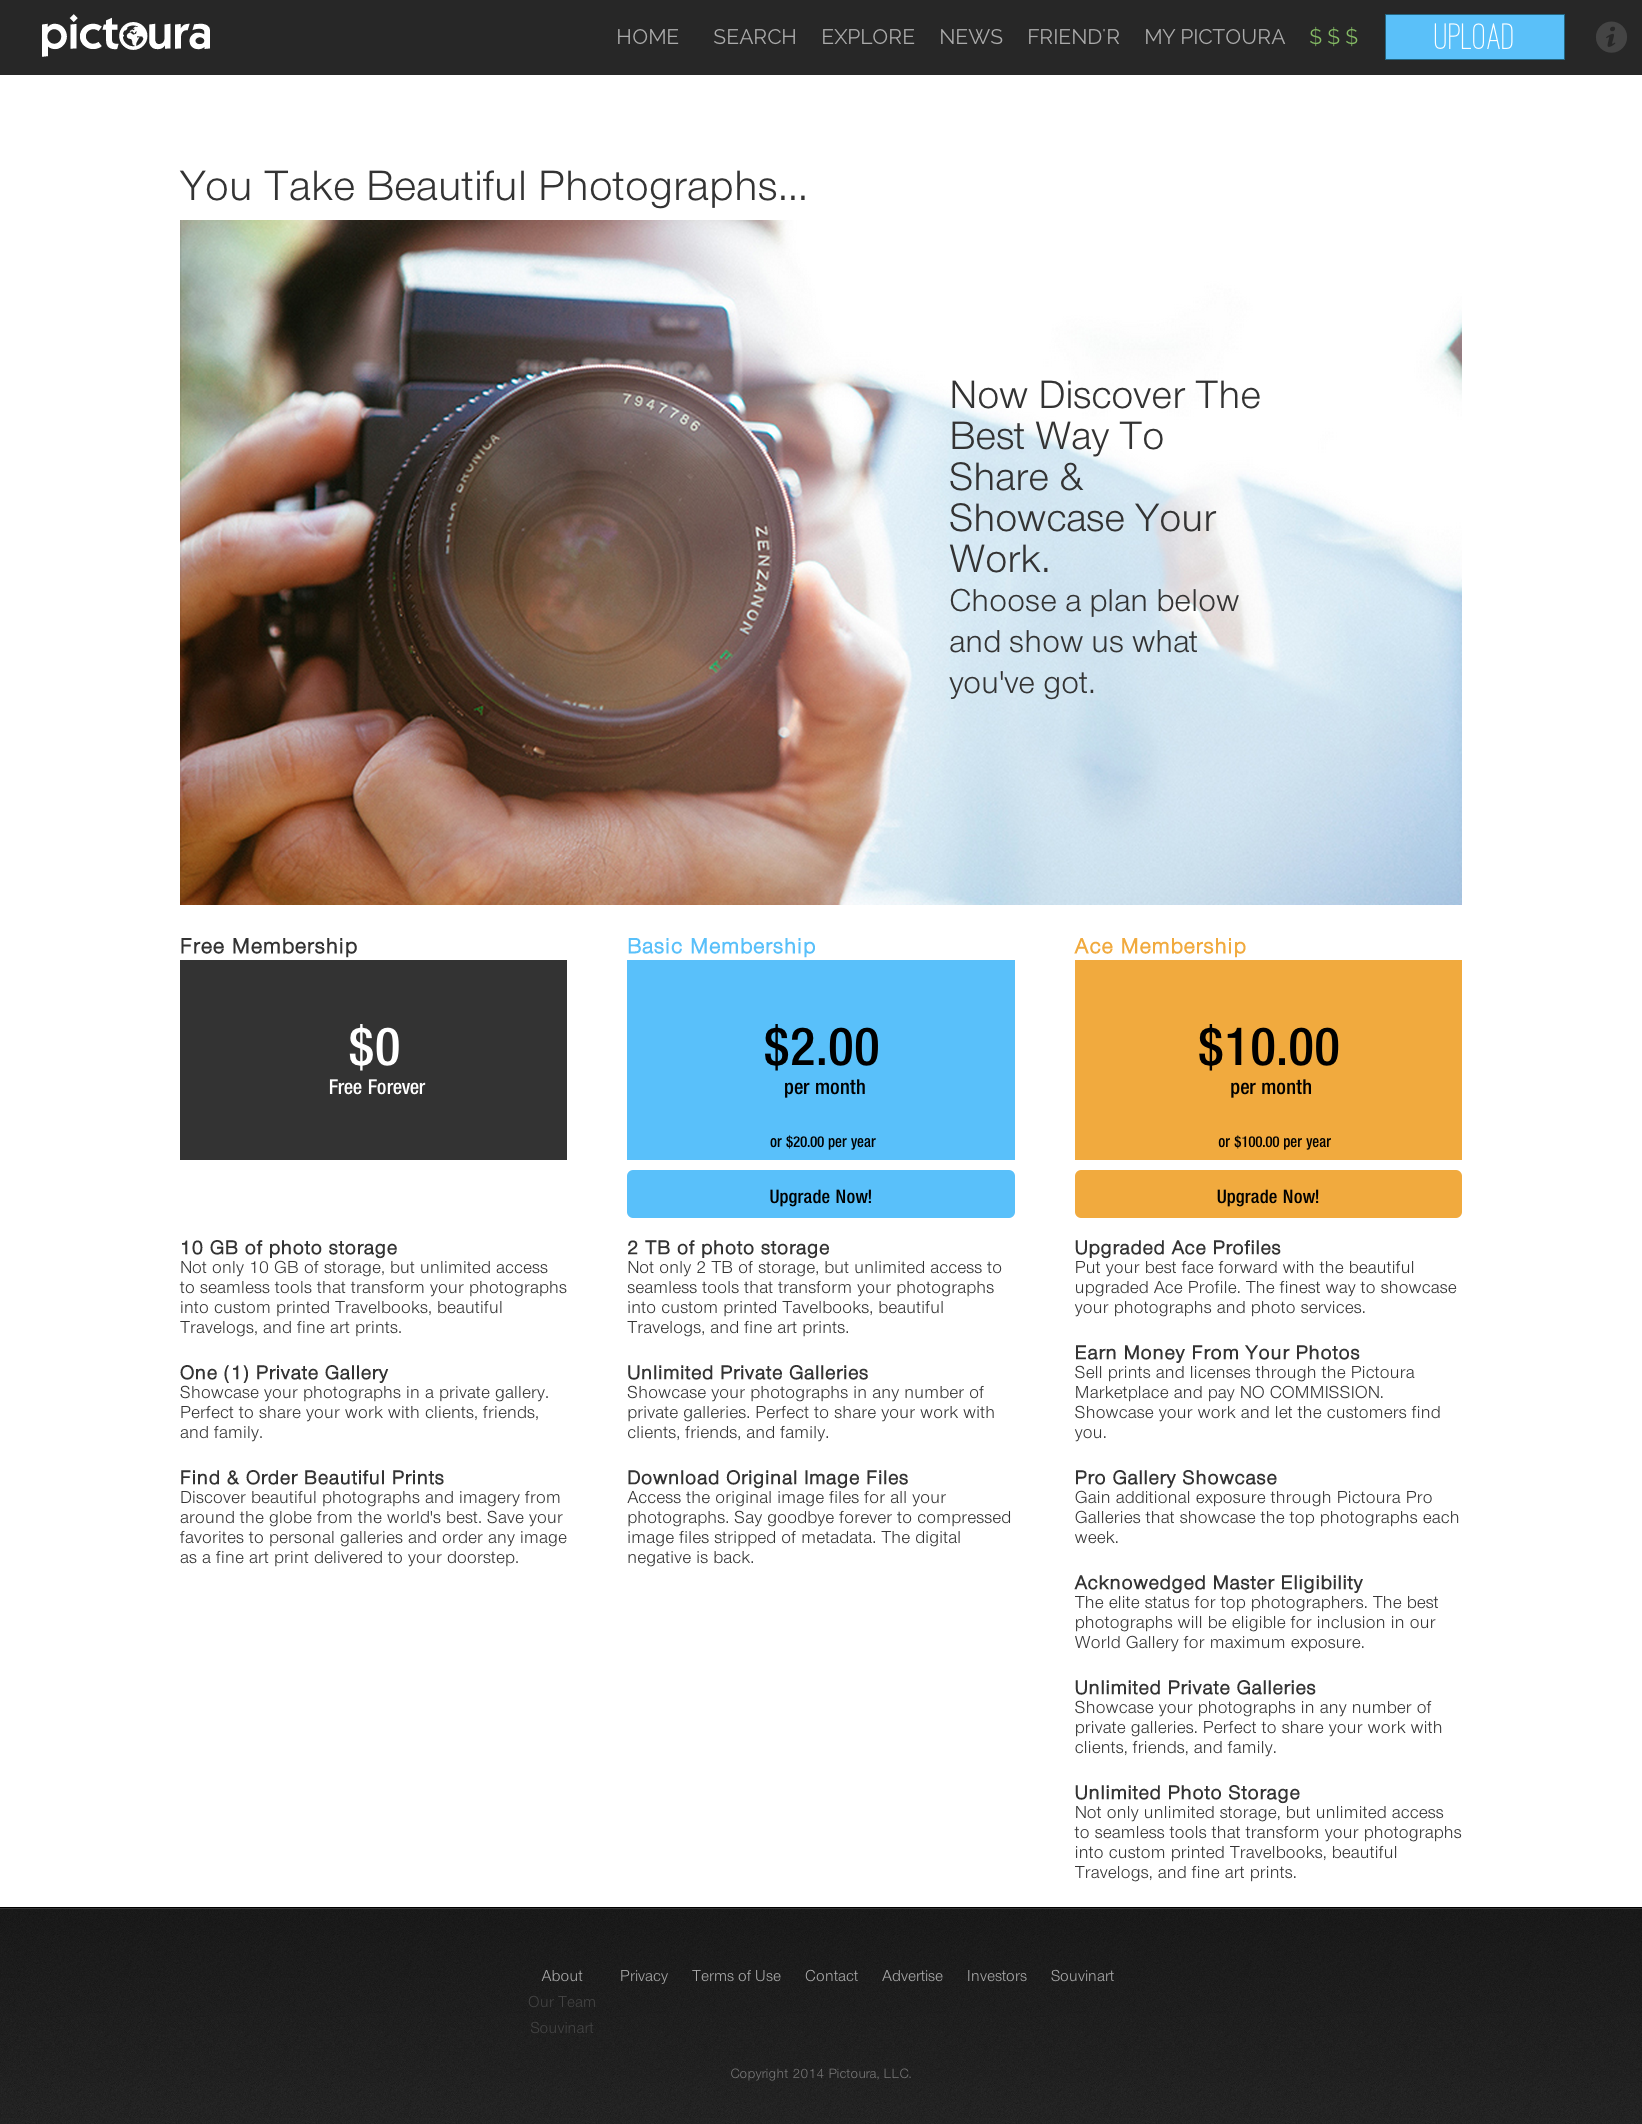 pictoura
HOME SEARCH EXPLORE NEWS FRIEND'R MY PICTOURA $ $ $ UPLOAD i
You Take Beautiful Photographs...
7947786
ZENZANON
Now Discover The
Best Way To
Share &
Showcase Your
Work.
Choose a plan below
and show us what
you've got.
Free Membership
$0
Free Forever
10 GB of photo storage
Not only 10 GB of storage, but unlimited access
to seamless tools that transform your photographs
into custom printed Travelbooks, beautiful
Travelogs, and fine art prints.
One (1) Private Gallery
Showcase your photographs in a private gallery.
Perfect to share your work with clients, friends,
and family.
Find & Order Beautiful Prints
Discover beautiful photographs and imagery from
around the globe from the world's best. Save your
favorites to personal galleries and order any image
as a fine art print delivered to your doorstep.
Basic Membership
$2.00
per month
or $20.00 per year
Upgrade Now!
2 TB of photo storage
Not only 2 TB of storage, but unlimited access to
seamless tools that transform your photographs
into custom printed Tavelbooks, beautiful
Travelogs, and fine art prints.
Unlimited Private Galleries
Showcase your photographs in any number of
private galleries. Perfect to share your work with
clients, friends, and family.
Download Original Image Files
Access the original image files for all your
photographs. Say goodbye forever to compressed
image files stripped of metadata. The digital
negative is back.
Ace Membership
$10.00
per month
or $100.00 per year
Upgrade Now!
Upgraded Ace Profiles
Put your best face forward with the beautiful
upgraded Ace Profile. The finest way to showcase
your photographs and photo services.
Earn Money From Your Photos
Sell prints and licenses through the Pictoura
Marketplace and pay NO COMMISSION.
Showcase your work and let the customers find
you.
Pro Gallery Showcase
Gain additional exposure through Pictoura Pro
Galleries that showcase the top photographs each
week.
Acknowedged Master Eligibility
The elite status for top photographers. The best
photographs will be eligible for inclusion in our
World Gallery for maximum exposure.
Unlimited Private Galleries
Showcase your photographs in any number of
private galleries. Perfect to share your work with
clients, friends, and family.
Unlimited Photo Storage
Not only unlimited storage, but unlimited access
to seamless tools that transform your photographs
into custom printed Travelbooks, beautiful
Travelogs, and fine art prints.
About Privacy Terms of Use Contact Advertise Investors Souvinart
Our Team
Souvinart
Copyright 2014 Pictoura, LLC.